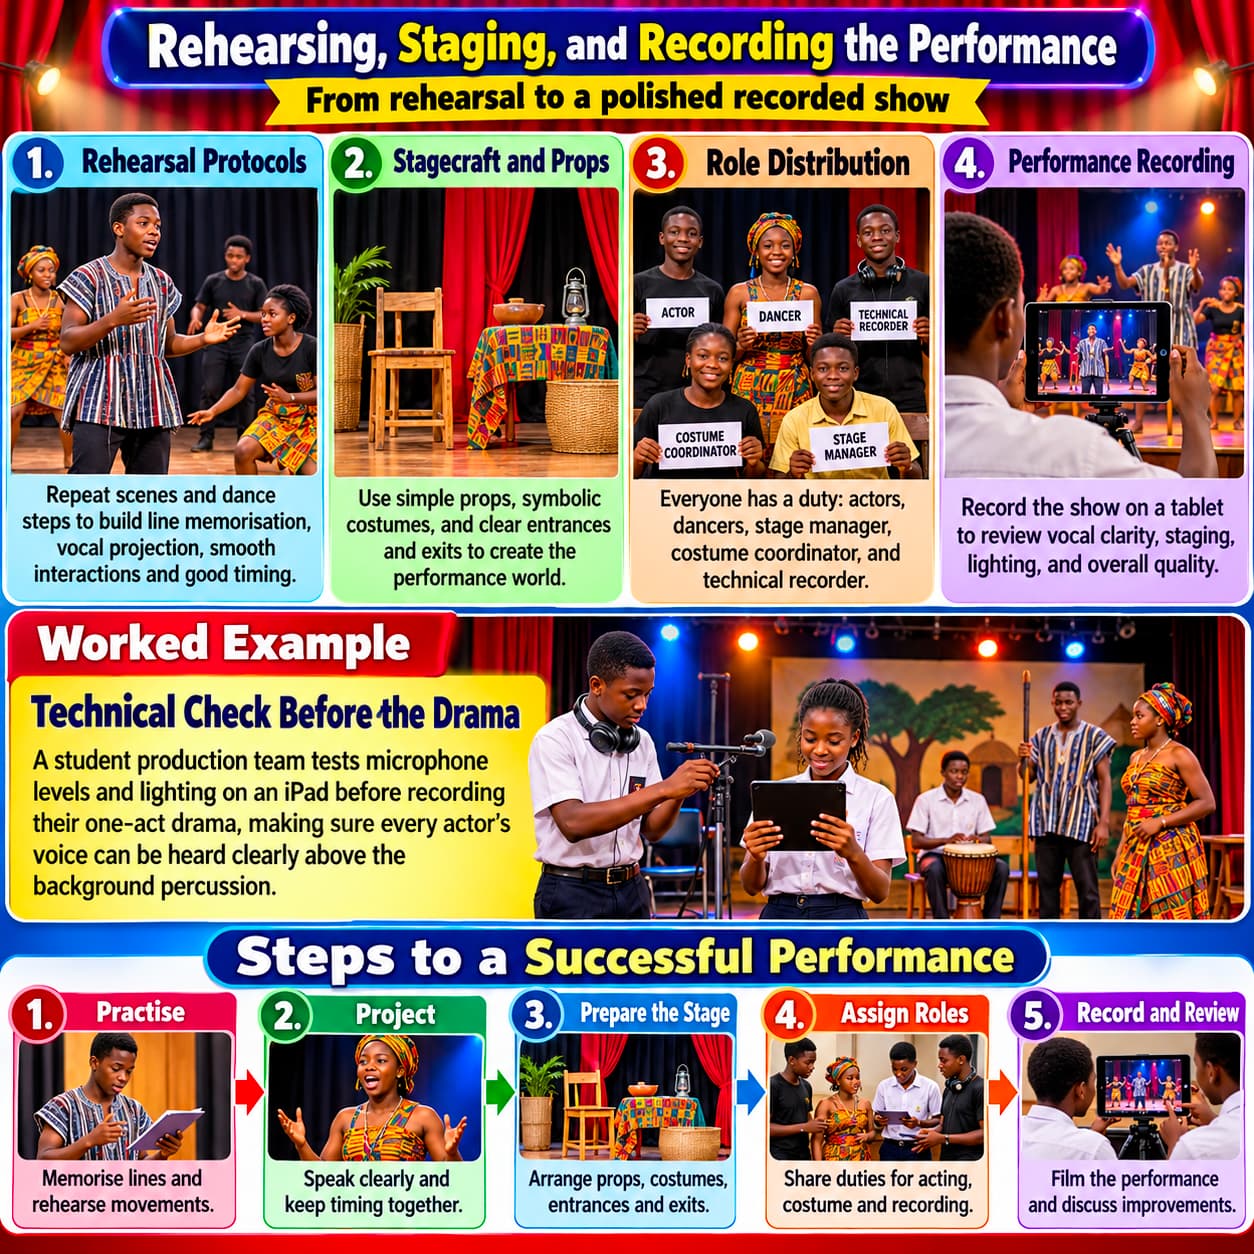 Rehearsing, Staging, and Recording the Performance
From rehearsal to a polished recorded show
1. Rehearsal Protocols
Repeat scenes and dance
steps to build line memorisation,
vocal projection, smooth
interactions and good timing.
2. Stagecraft and Props
Use simple props, symbolic
costumes, and clear entrances
and exits to create the
performance world.
3. Role Distribution
ACTOR
DANCER
TECHNICAL
RECORDER
COSTUME
COORDINATOR
STAGE
MANAGER
Everyone has a duty: actors,
dancers, stage manager,
costume coordinator, and
technical recorder.
4. Performance Recording
Record the show on a tablet
to review vocal clarity, staging,
lighting, and overall quality.
Worked Example
Technical Check Before the Drama
A student production team tests microphone
levels and lighting on an iPad before recording
their one-act drama, making sure every actor's
voice can be heard clearly above the
background percussion.
Steps to a Successful Performance
1. Practise
Memorise lines and
rehearse movements.
2. Project
Speak clearly and
keep timing together.
3. Prepare the Stage
Arrange props, costumes,
entrances and exits.
4. Assign Roles
Share duties for acting,
costume and recording.
5. Record and Review
Film the performance
and discuss improvements.